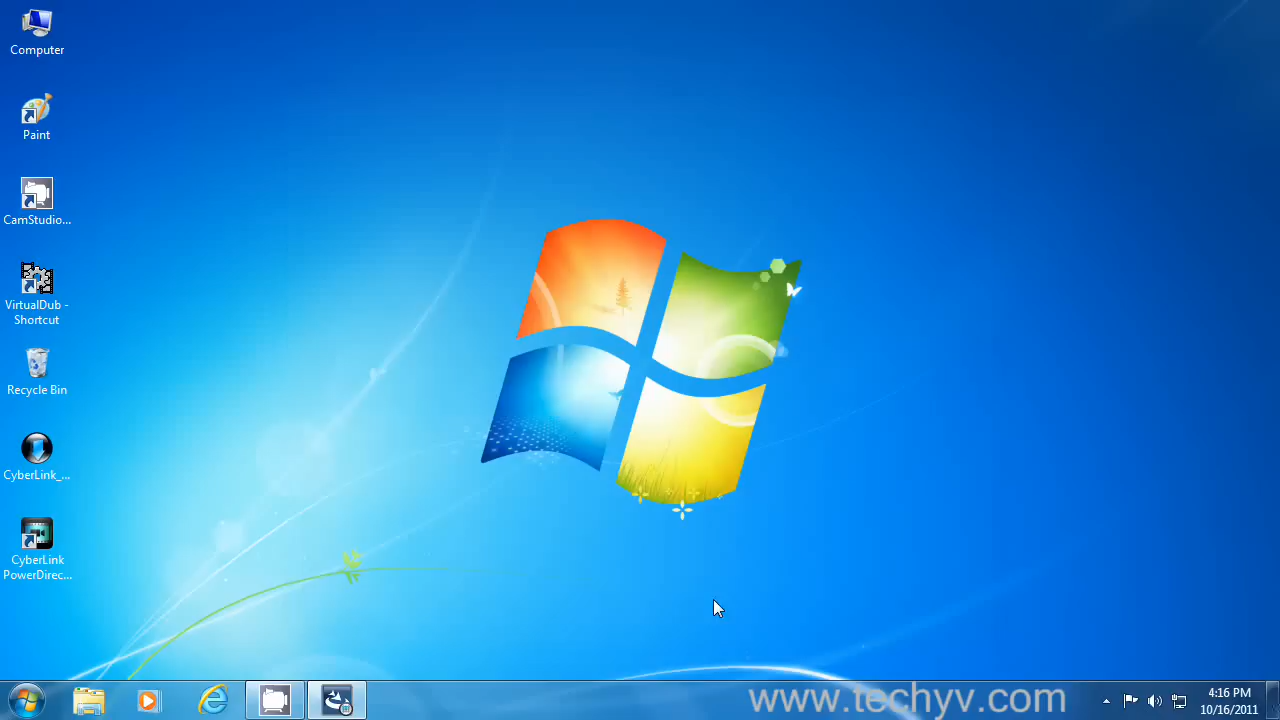 Computer
Paint
CamStudio...
VirtualDub -
Shortcut
Recycle Bin
CyberLink_...
CyberLink
PowerDirec...
www.techyv.com
4:16 PM
10/16/2011